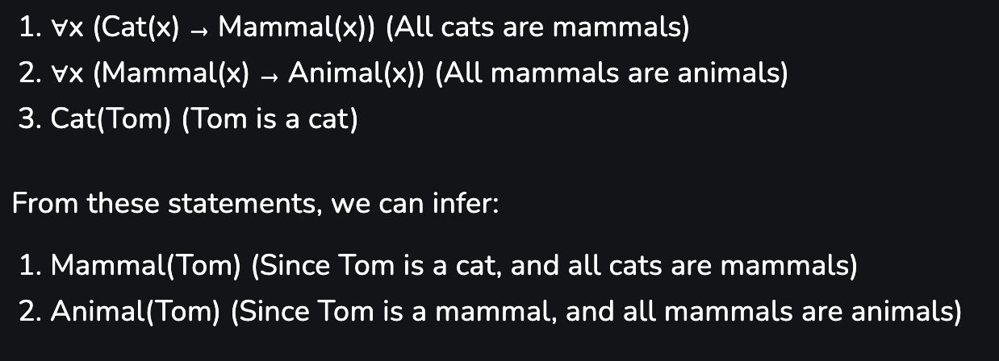 1. ∀x (Cat(x) → Mammal(x)) (All cats are mammals)
2. ∀x (Mammal(x) → Animal(x)) (All mammals are animals)
3. Cat(Tom) (Tom is a cat)
From these statements, we can infer:
1. Mammal(Tom) (Since Tom is a cat, and all cats are mammals)
2. Animal(Tom) (Since Tom is a mammal, and all mammals are animals)